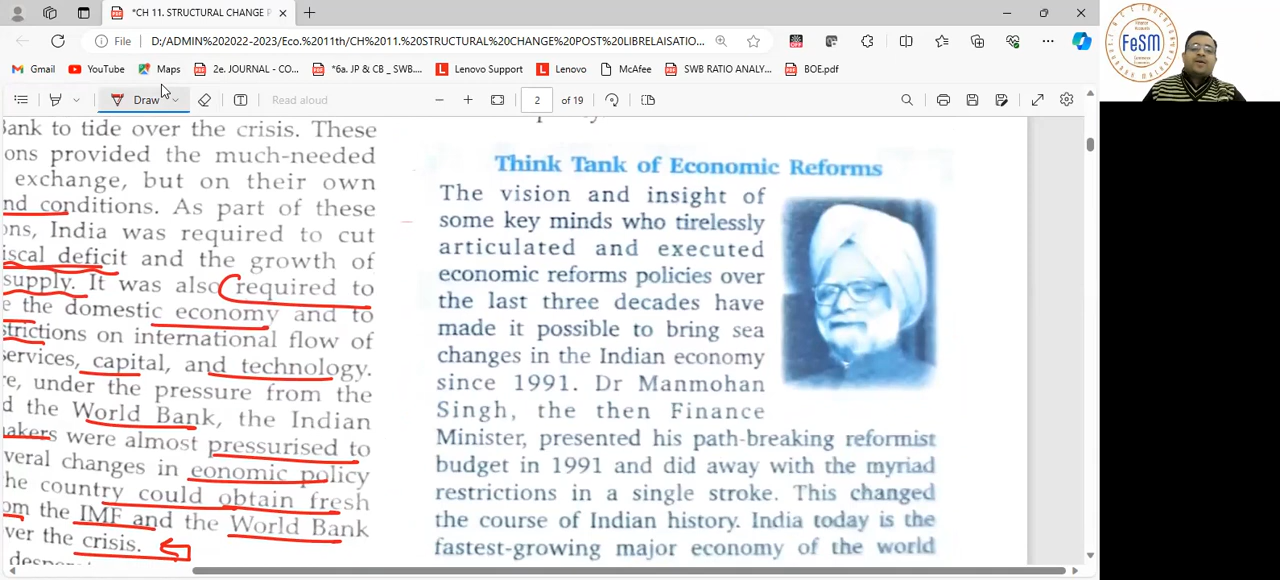 *CH 11. STRUCTURAL CHANGE P
File D:/ADMIN%202022-2023/Eco.%2011th/CH%2011.%20STRUCTURAL%20CHANGE%20POST%20LIBRELAISATIO...
Gmail YouTube Maps 2e. JOURNAL - CO... *6a. JP & CB _ SWB... Lenovo Support Lenovo McAfee SWB RATIO ANALY... BOE.pdf
Draw Read aloud 2 of 19
Bank to tide over the crisis. These
ons provided the much-needed
exchange, but on their own
nd conditions. As part of these
ons, India was required to cut
iscal deficit and the growth of
supply. It was also required to
e the domestic economy and to
strictions on international flow of
services, capital, and technology.
re, under the pressure from the
d the World Bank, the Indian
makers were almost pressurised to
veral changes in eonomic policy
he country could obtain fresh
om the IMF and the World Bank
ver the crisis.
Think Tank of Economic Reforms
The vision and insight of
some key minds who tirelessly
articulated and executed
economic reforms policies over
the last three decades have
made it possible to bring sea
changes in the Indian economy
since 1991. Dr Manmohan
Singh, the then Finance
Minister, presented his path-breaking reformist
budget in 1991 and did away with the myriad
restrictions in a single stroke. This changed
the course of Indian history. India today is the
fastest-growing major economy of the world
FeSM